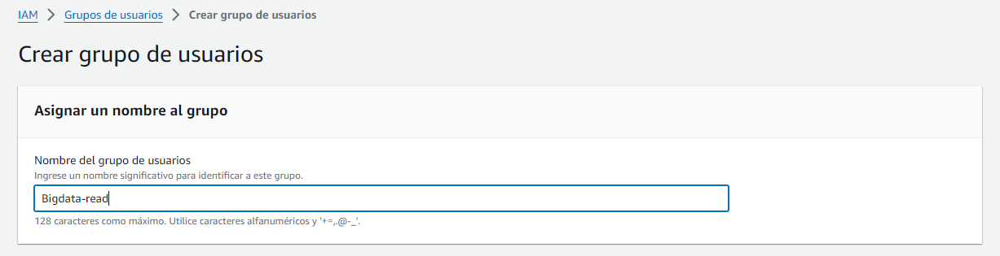 IAM > Grupos de usuarios > Crear grupo de usuarios
Crear grupo de usuarios
Asignar un nombre al grupo
Nombre del grupo de usuarios
Ingrese un nombre significativo para identificar a este grupo.
Bigdata-read
128 caracteres como máximo. Utilice caracteres alfanuméricos y '+=,.@-_'.